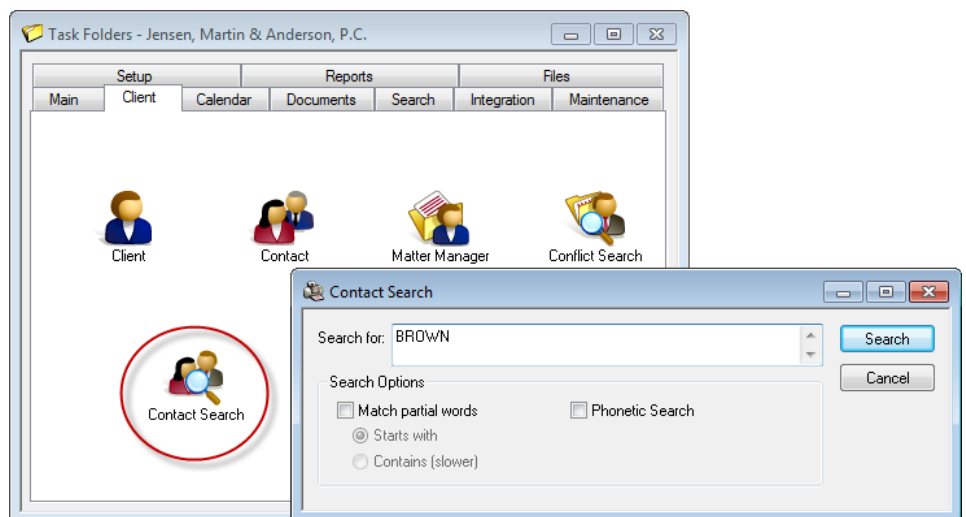 Task Folders - Jensen, Martin & Anderson, P.C.
Setup Reports Files
Main Client Calendar Documents Search Integration Maintenance
Client Contact Matter Manager Conflict Search
Contact Search
Contact Search
Search for: BROWN
Search
Cancel
Search Options
Match partial words Phonetic Search
Starts with
Contains (slower)